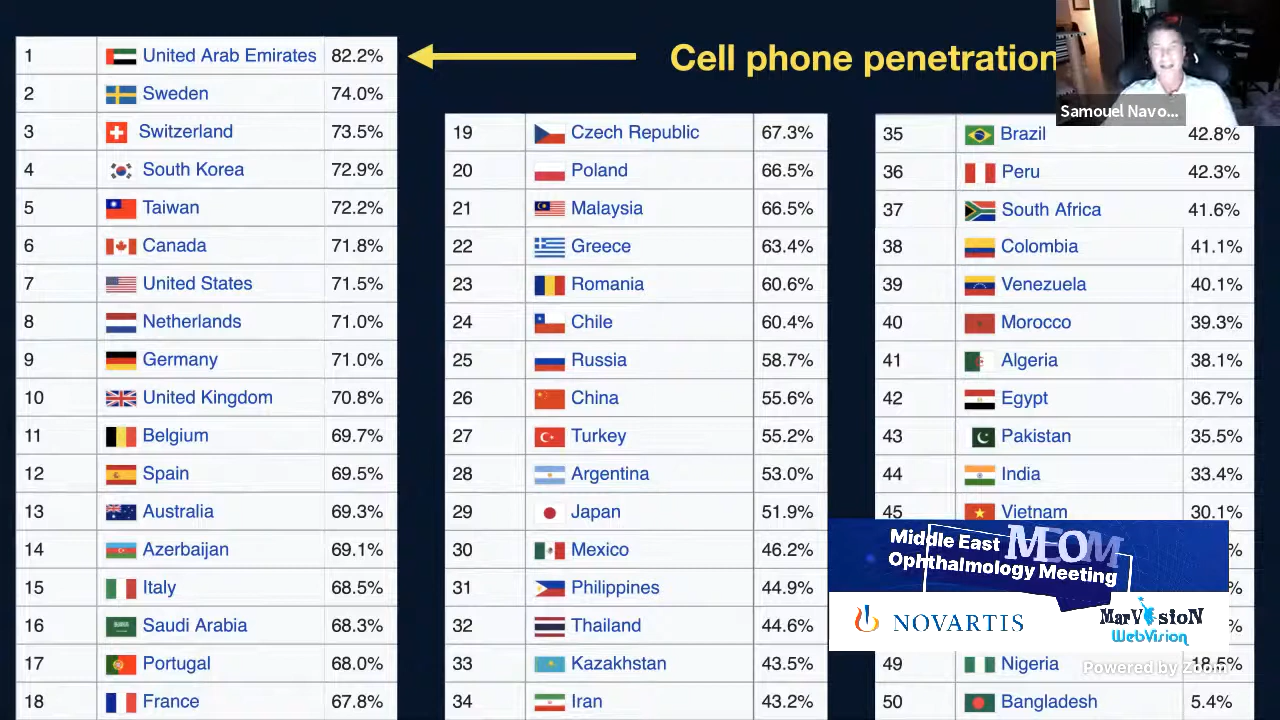 Cell phone penetration
Samouel Navo...
1 United Arab Emirates 82.2%
2 Sweden 74.0%
3 Switzerland 73.5%
4 South Korea 72.9%
5 Taiwan 72.2%
6 Canada 71.8%
7 United States 71.5%
8 Netherlands 71.0%
9 Germany 71.0%
10 United Kingdom 70.8%
11 Belgium 69.7%
12 Spain 69.5%
13 Australia 69.3%
14 Azerbaijan 69.1%
15 Italy 68.5%
16 Saudi Arabia 68.3%
17 Portugal 68.0%
18 France 67.8%
19 Czech Republic 67.3%
20 Poland 66.5%
21 Malaysia 66.5%
22 Greece 63.4%
23 Romania 60.6%
24 Chile 60.4%
25 Russia 58.7%
26 China 55.6%
27 Turkey 55.2%
28 Argentina 53.0%
29 Japan 51.9%
30 Mexico 46.2%
31 Philippines 44.9%
32 Thailand 44.6%
33 Kazakhstan 43.5%
34 Iran 43.2%
35 Brazil 42.8%
36 Peru 42.3%
37 South Africa 41.6%
38 Colombia 41.1%
39 Venezuela 40.1%
40 Morocco 39.3%
41 Algeria 38.1%
42 Egypt 36.7%
43 Pakistan 35.5%
44 India 33.4%
45 Vietnam 30.1%
Middle East MEOM
Ophthalmology Meeting
NOVARTIS
MarVisioN
WebVision
49 Nigeria
Powered by Zoom
50 Bangladesh 5.4%